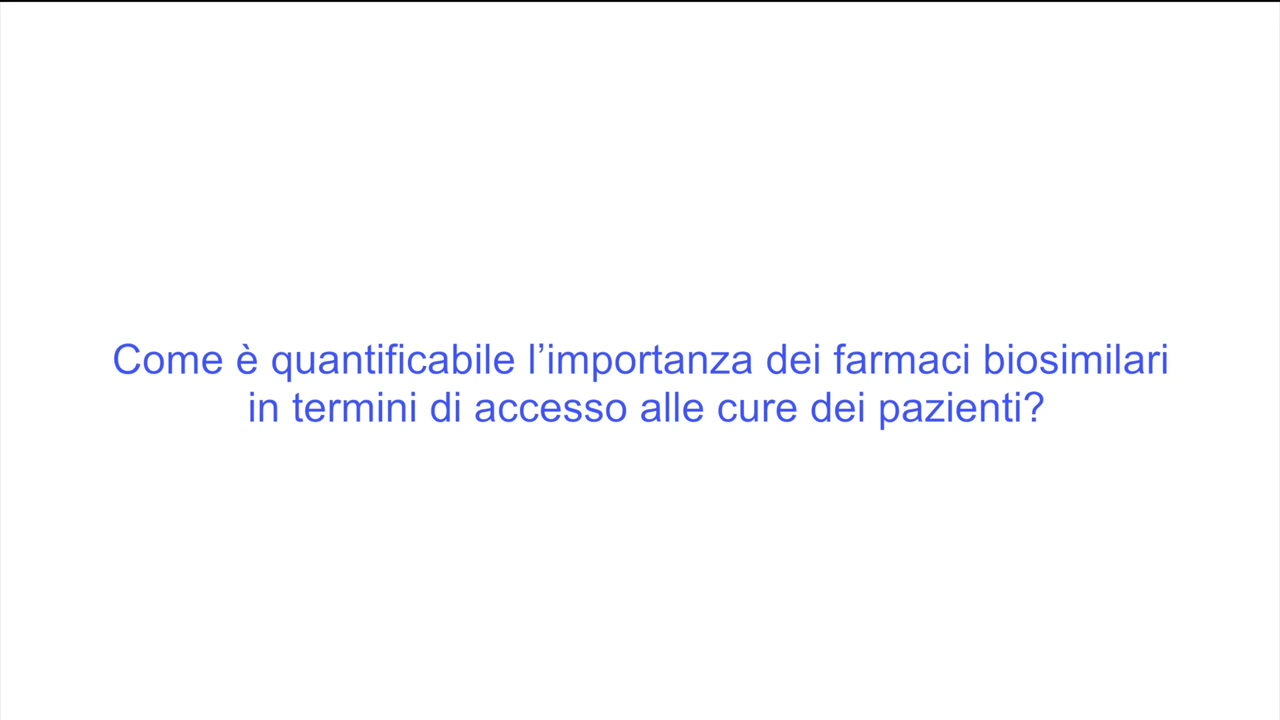 Come è quantificabile l’importanza dei farmaci biosimilari
in termini di accesso alle cure dei pazienti?